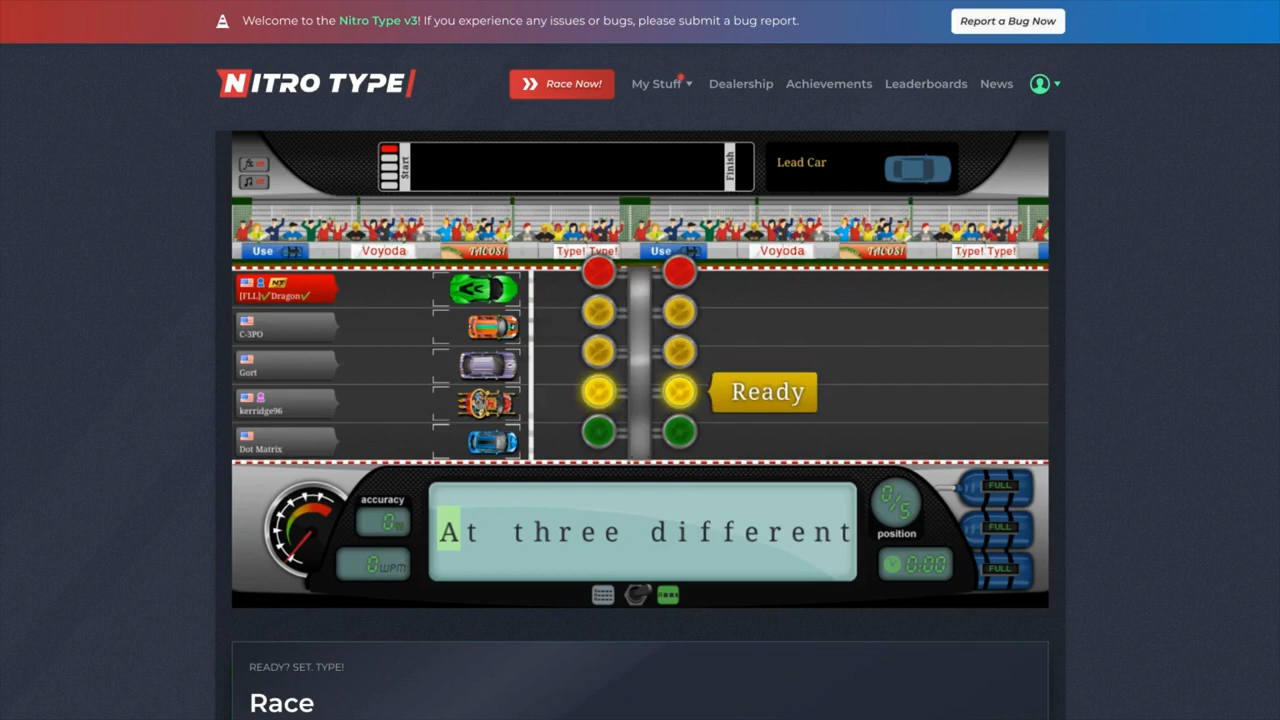 Welcome to the Nitro Type v3! If you experience any issues or bugs, please submit a bug report.
Report a Bug Now
NITRO TYPE
Race Now!
My Stuff
Dealership
Achievements
Leaderboards
News
Start
Finish
Lead Car
Use
Voyoda
TACOS!
Type! Type!
Use
Voyoda
TACOS!
Type! Type!
NT
[FLL]✓Dragon✓
C-3PO
Gort
kerridge96
Dot Matrix
Ready
accuracy
0%
0WPM
At three different
0/5
position
0:00
FULL
FULL
FULL
READY? SET. TYPE!
Race